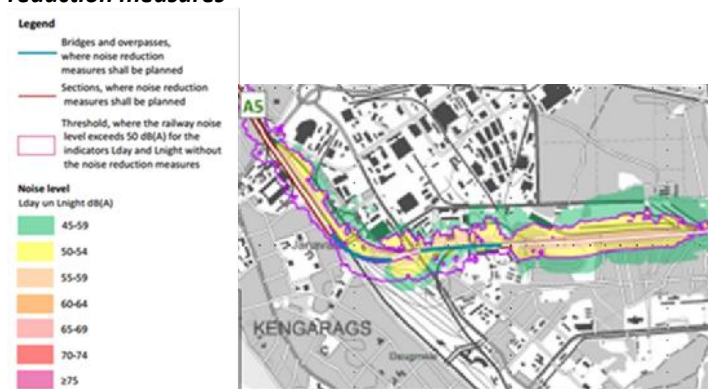 reduction measures
Legend
Bridges and overpasses,
where noise reduction
measures shall be planned
Sections, where noise reduction
measures shall be planned
Threshold, where the railway noise
level exceeds 50 dB(A) for the
indicators Lday and Lnight without
the noise reduction measures
Noise level
Lday un Lnight dB(A)
45-59
50-54
55-59
60-64
65-69
70-74
≥75
A5
KENGARAGS